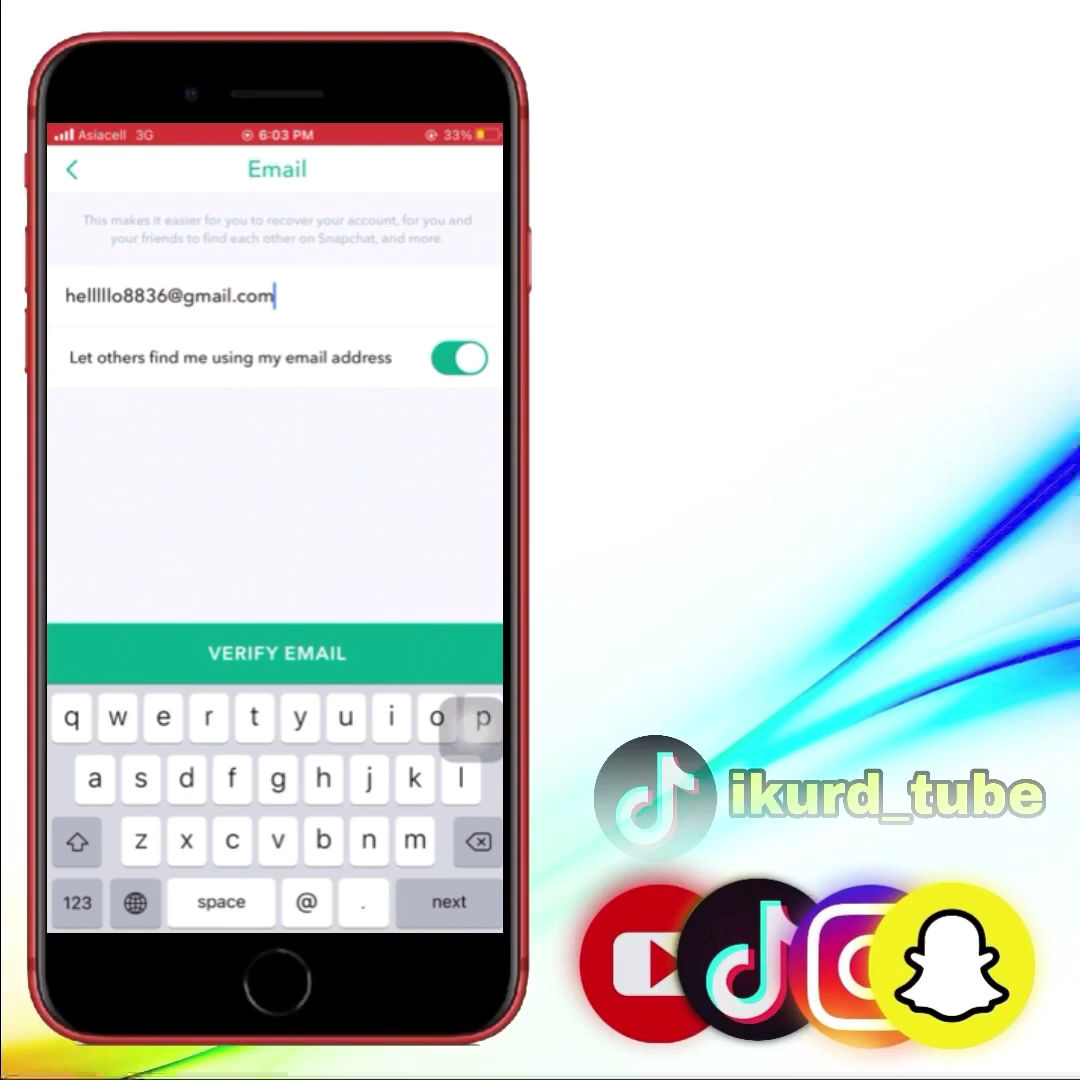 Asiacell 3G 6:03 PM 33%
Email
This makes it easier for you to recover your account, for you and
your friends to find each other on Snapchat, and more.
helllllo8836@gmail.com
Let others find me using my email address
VERIFY EMAIL
q w e r t y u i o p
a s d f g h j k l
z x c v b n m
123 space @ . next
ikurd_tube